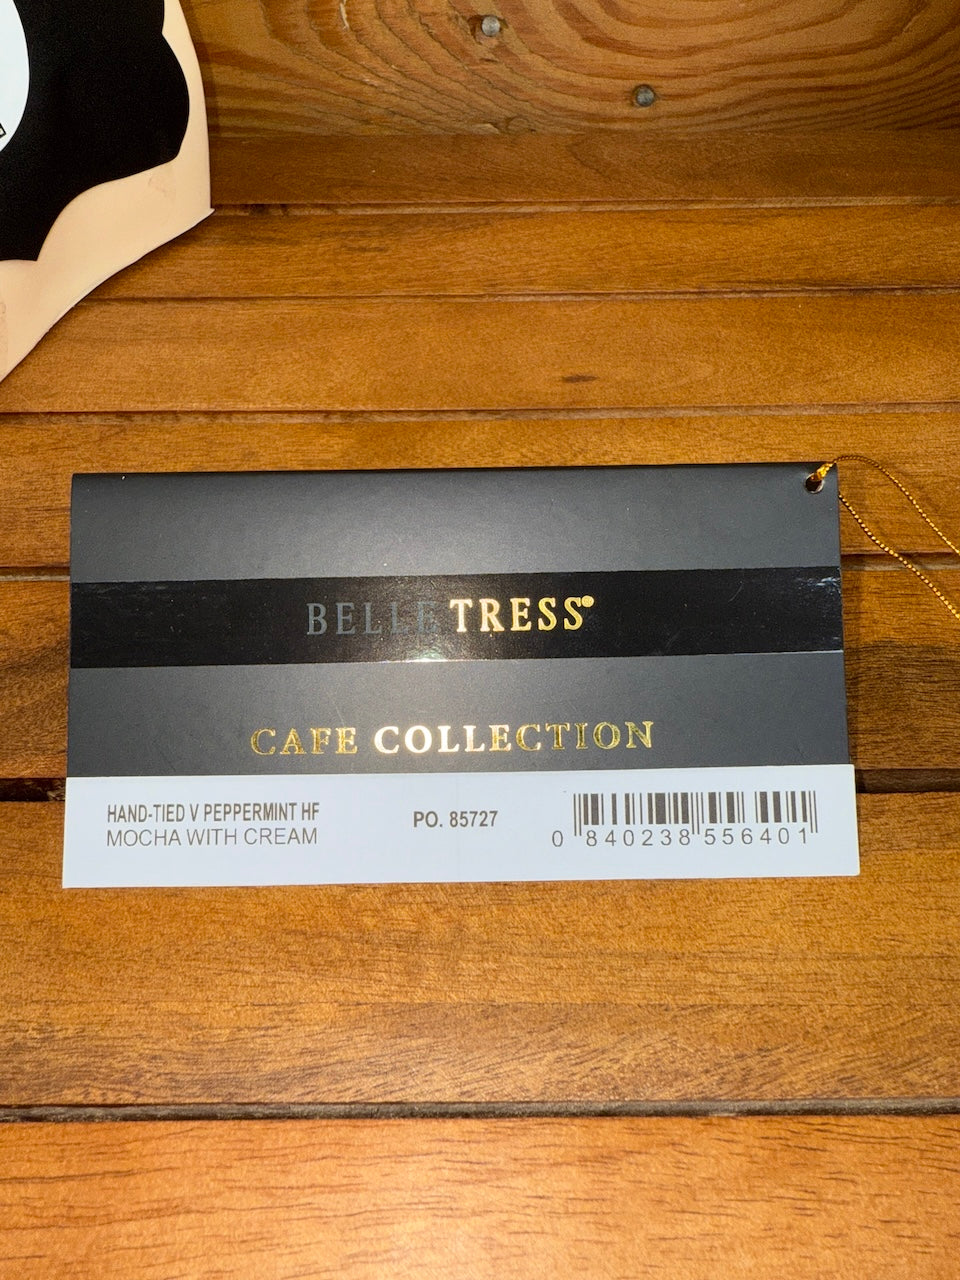 BELLE TRESS®
CAFE COLLECTION
HAND-TIED V PEPPERMINT HF
MOCHA WITH CREAM
PO. 85727
0 840238 556401